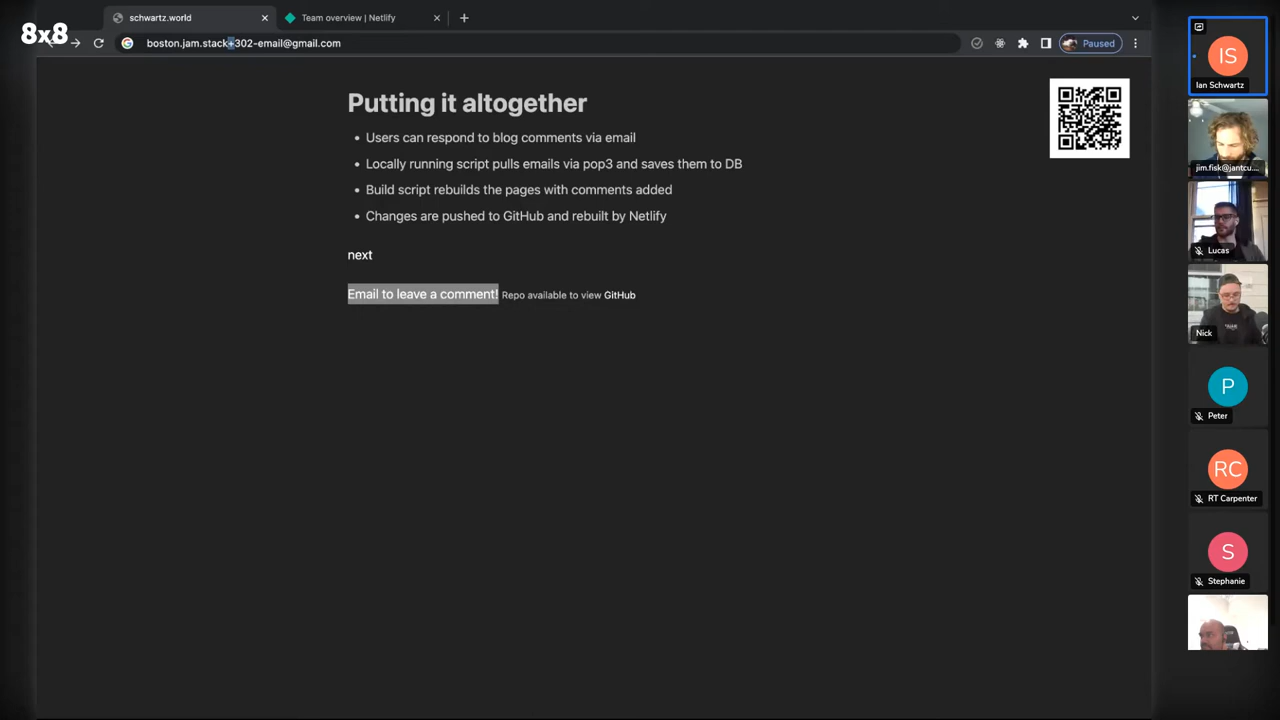 8x8
schwartz.world
Team overview | Netlify
boston.jam.stack+302-email@gmail.com
Paused
Putting it altogether
• Users can respond to blog comments via email
• Locally running script pulls emails via pop3 and saves them to DB
• Build script rebuilds the pages with comments added
• Changes are pushed to GitHub and rebuilt by Netlify
next
Email to leave a comment! Repo available to view GitHub
IS
Ian Schwartz
jim.fisk@jantcu...
Lucas
Nick
P
Peter
RC
RT Carpenter
S
Stephanie